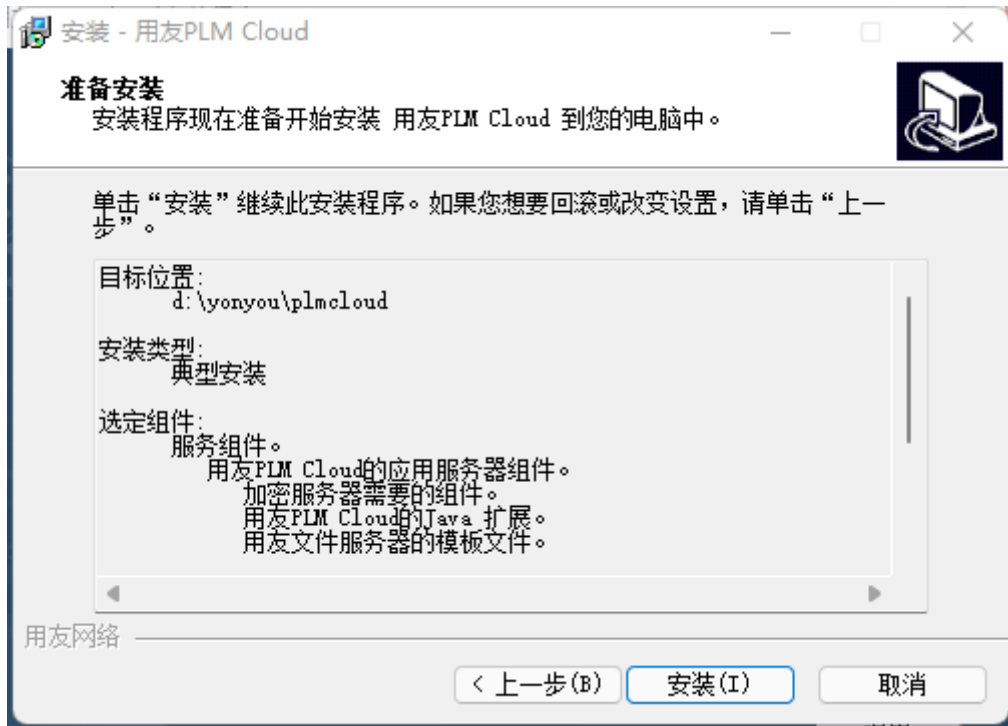 安装 - 用友PLM Cloud
准备安装
安装程序现在准备开始安装 用友PLM Cloud 到您的电脑中。
单击“安装”继续此安装程序。如果您想要回滚或改变设置，请单击“上一
步”。
目标位置:
d:\yonyou\plmcloud
安装类型:
典型安装
选定组件:
服务组件。
用友PLM Cloud的应用服务器组件。
加密服务器需要的组件。
用友PLM Cloud的Java 扩展。
用友文件服务器的模板文件。
用友网络
< 上一步(B)
安装(I)
取消